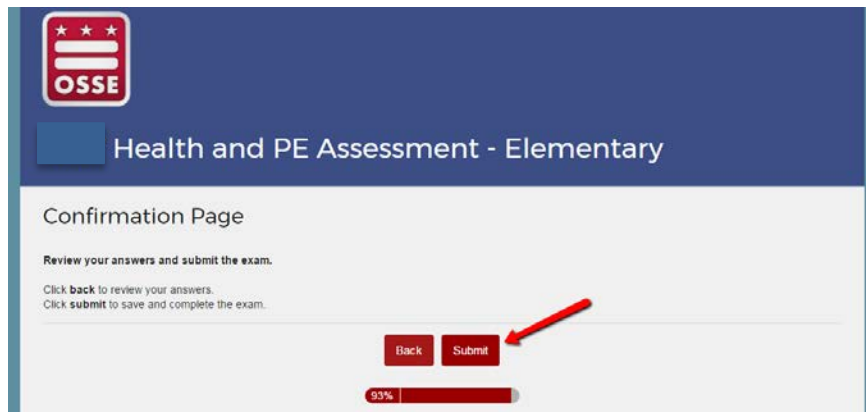 OSSE
Health and PE Assessment - Elementary
Confirmation Page
Review your answers and submit the exam.
Click back to review your answers.
Click submit to save and complete the exam.
Back Submit
93%